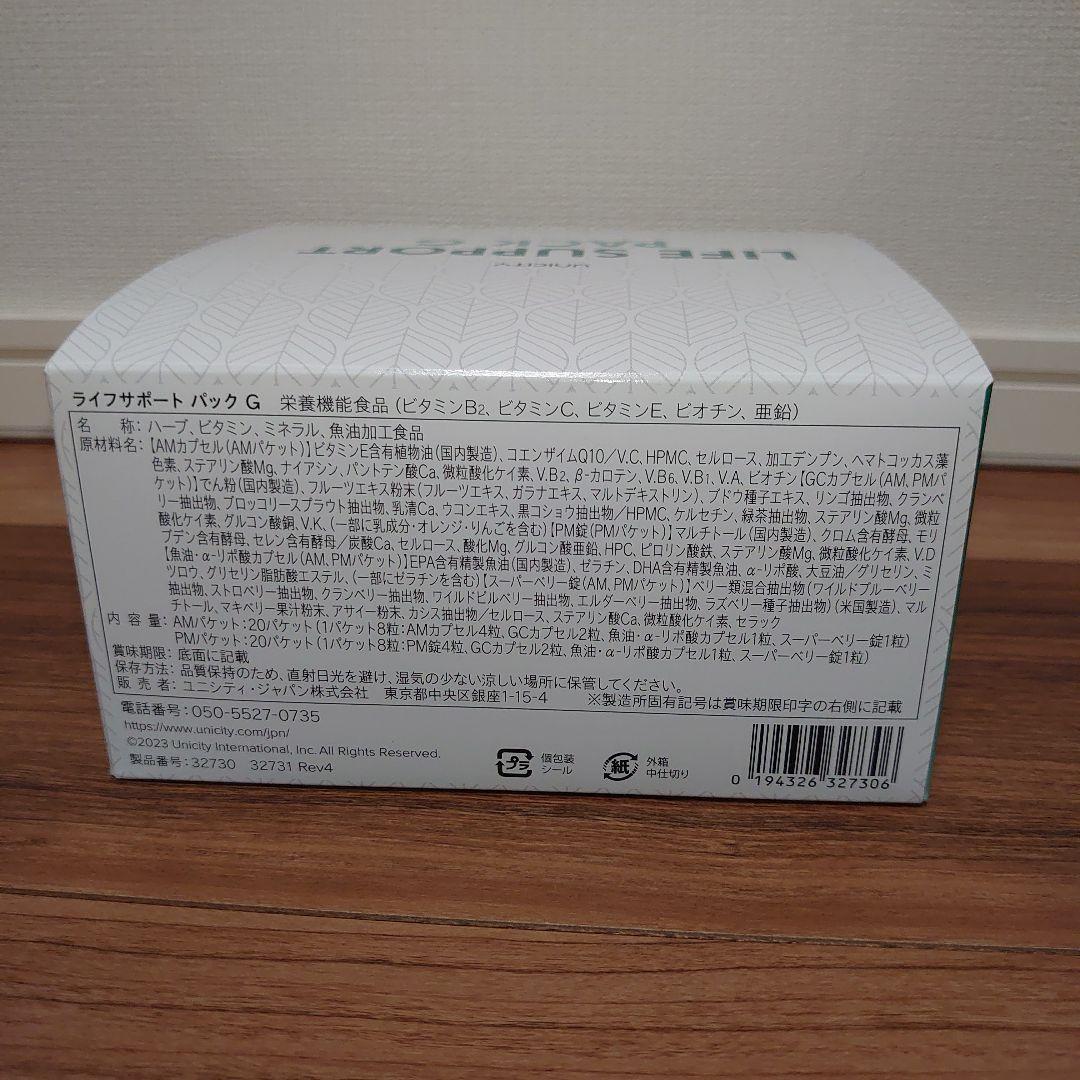 LIFE SUPPORT
PACK G
UNICITY
ライフサポート パック G 栄養機能食品 (ビタミンB2、ビタミンC、ビタミンE、ビオチン、亜鉛)
名 称: ハーブ、ビタミン、ミネラル、魚油加工食品
原材料名: 【AMカプセル(AMパケット)】ビタミンE含有植物油(国内製造)、コエンザイムQ10/V.C、HPMC、セルロース、加工デンプン、ヘマトコッカス藻
色素、ステアリン酸Mg、ナイアシン、パントテン酸Ca、微粒酸化ケイ素、V.B2、β-カロテン、V.B6、V.B1、V.A、ビオチン【GCカプセル(AM、PMパ
ケット)】でん粉(国内製造)、フルーツエキス粉末(フルーツエキス、ガラナエキス、マルトデキストリン)、ブドウ種子エキス、リンゴ抽出物、クランベ
リー抽出物、ブロッコリースプラウト抽出物、乳清Ca、ウコンエキス、黒コショウ抽出物/HPMC、ケルセチン、緑茶抽出物、ステアリン酸Mg、微粒
酸化ケイ素、グルコン酸銅、V.K、(一部に乳成分・オレンジ・りんごを含む)【PM錠(PMパケット)】マルチトール(国内製造)、クロム含有酵母、モリ
ブデン含有酵母、セレン含有酵母/炭酸Ca、セルロース、酸化Mg、グルコン酸亜鉛、HPC、ピロリン酸鉄、ステアリン酸Mg、微粒酸化ケイ素、V.D
【魚油・α-リポ酸カプセル(AM、PMパケット)】EPA含有精製魚油(国内製造)、ゼラチン、DHA含有精製魚油、α-リポ酸、大豆油/グリセリン、ミ
ツロウ、グリセリン脂肪酸エステル、(一部にゼラチンを含む)【スーパーベリー錠(AM、PMパケット)】ベリー類混合抽出物(ワイルドブルーベリー
抽出物、ストロベリー抽出物、クランベリー抽出物、ワイルドビルベリー抽出物、エルダーベリー抽出物、ラズベリー種子抽出物)(米国製造)、マル
チトール、マキベリー果汁粉末、アサイー粉末、カシス抽出物/セルロース、ステアリン酸Ca、微粒酸化ケイ素、セラック
内 容 量: AMパケット:20パケット(1パケット8粒:AMカプセル4粒、GCカプセル2粒、魚油・α-リポ酸カプセル1粒、スーパーベリー錠1粒)
PMパケット:20パケット(1パケット8粒:PM錠4粒、GCカプセル2粒、魚油・α-リポ酸カプセル1粒、スーパーベリー錠1粒)
賞味期限: 底面に記載
保存方法: 品質保持のため、直射日光を避け、湿気の少ない涼しい場所に保管してください。
販 売 者: ユニシティ・ジャパン株式会社 東京都中央区銀座1-15-4 ※製造所固有記号は賞味期限印字の右側に記載
電話番号:050-5527-0735
https://www.unicity.com/jpn/
©2023 Unicity International, Inc. All Rights Reserved.
製品番号:32730 32731 Rev4
プラ 個包装
シール
紙 外箱
中仕切り
0 194326 327306